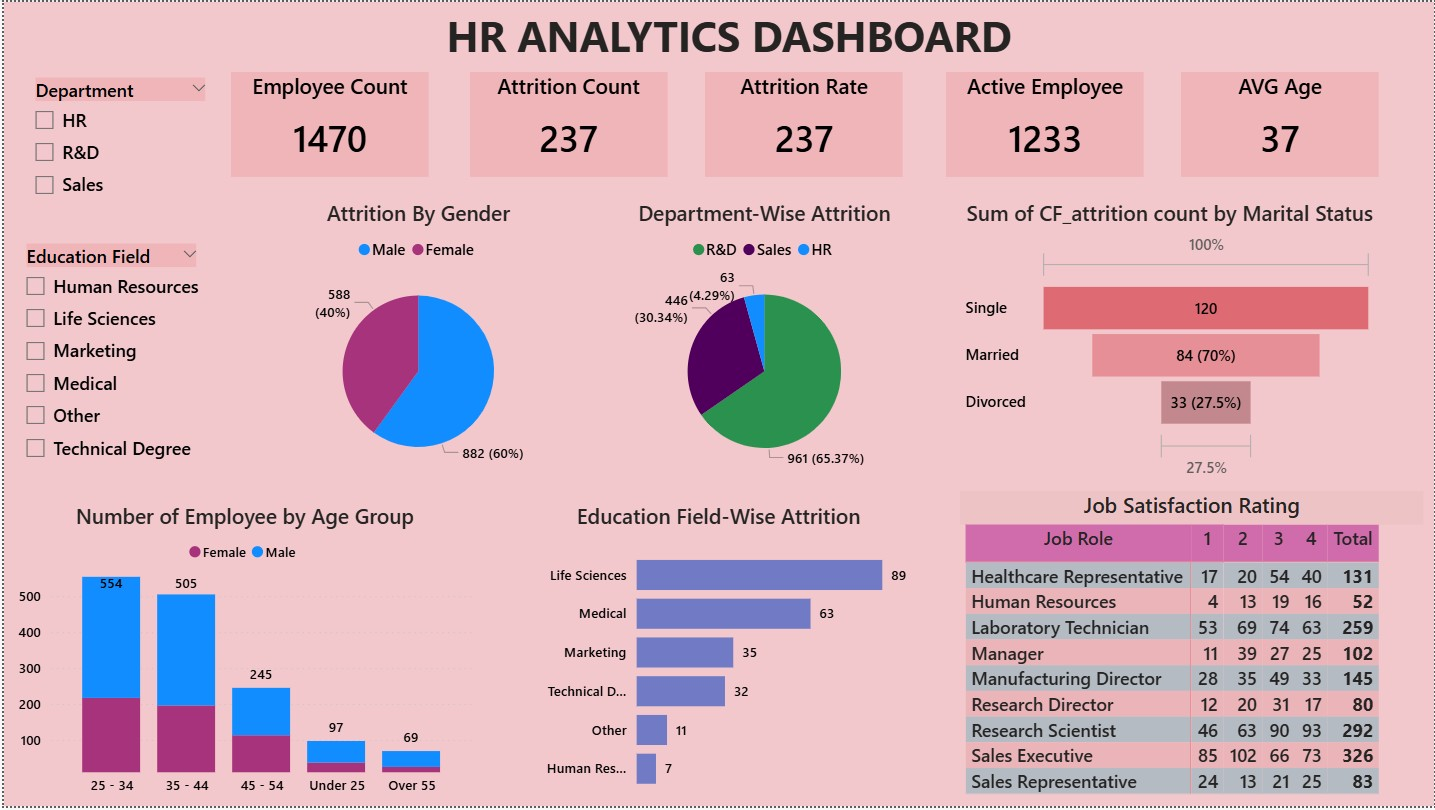 HR ANALYTICS DASHBOARD
Department
HR
R&D
Sales
Employee Count
1470
Attrition Count
237
Attrition Rate
237
Active Employee
1233
AVG Age
37
Education Field
Human Resources
Life Sciences
Marketing
Medical
Other
Technical Degree
Attrition By Gender
Male Female
588
(40%)
882 (60%)
Department-Wise Attrition
R&D Sales HR
63
(4.29%)
446
(30.34%)
961 (65.37%)
Sum of CF_attrition count by Marital Status
100%
Single 120
Married 84 (70%)
Divorced 33 (27.5%)
27.5%
Number of Employee by Age Group
Female Male
500
400
300
200
100
554
505
245
97
69
25 - 34 35 - 44 45 - 54 Under 25 Over 55
Education Field-Wise Attrition
Life Sciences 89
Medical 63
Marketing 35
Technical D... 32
Other 11
Human Res... 7
Job Satisfaction Rating
Job Role 1 2 3 4 Total
Healthcare Representative 17 20 54 40 131
Human Resources 4 13 19 16 52
Laboratory Technician 53 69 74 63 259
Manager 11 39 27 25 102
Manufacturing Director 28 35 49 33 145
Research Director 12 20 31 17 80
Research Scientist 46 63 90 93 292
Sales Executive 85 102 66 73 326
Sales Representative 24 13 21 25 83